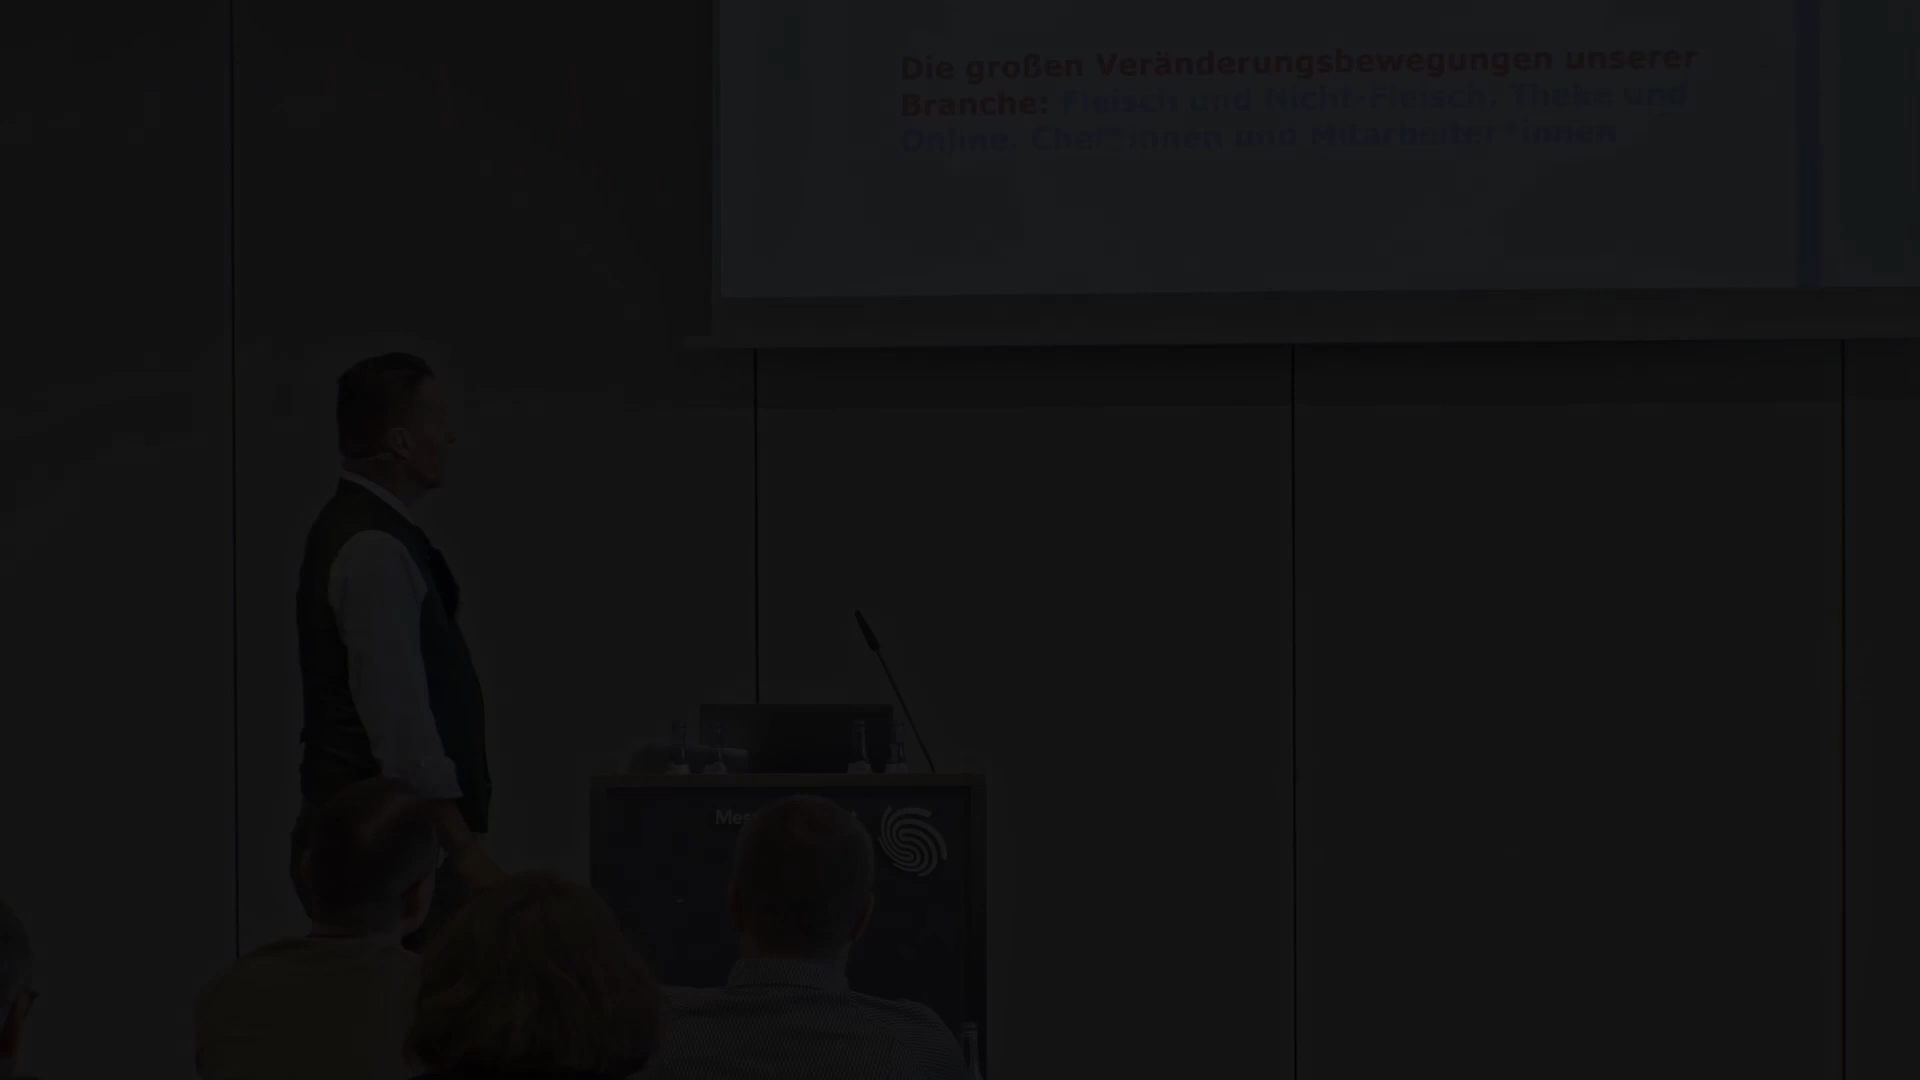 Die großen Veränderungsbewegungen unserer
Branche: Fleisch und Nicht-Fleisch, Theke und
Online, Chef*innen und Mitarbeiter*innen